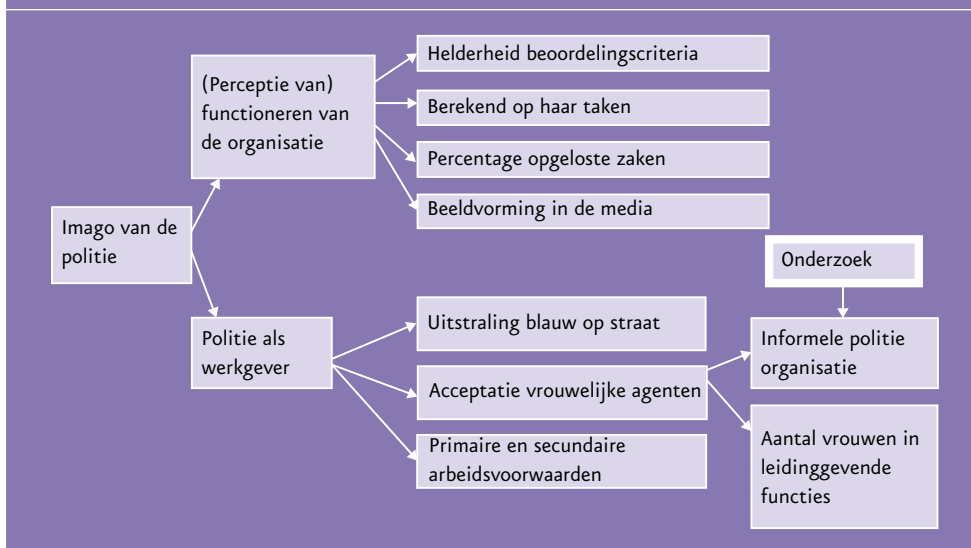 Helderheid beoordelingscriteria
(Perceptie van)
functioneren van
de organisatie
Berekend op haar taken
Percentage opgeloste zaken
Beeldvorming in de media
Imago van de
politie
Onderzoek
Politie als
werkgever
Uitstraling blauw op straat
Informele politie
organisatie
Acceptatie vrouwelijke agenten
Primaire en secundaire
arbeidsvoorwaarden
Aantal vrouwen in
leidinggevende
functies